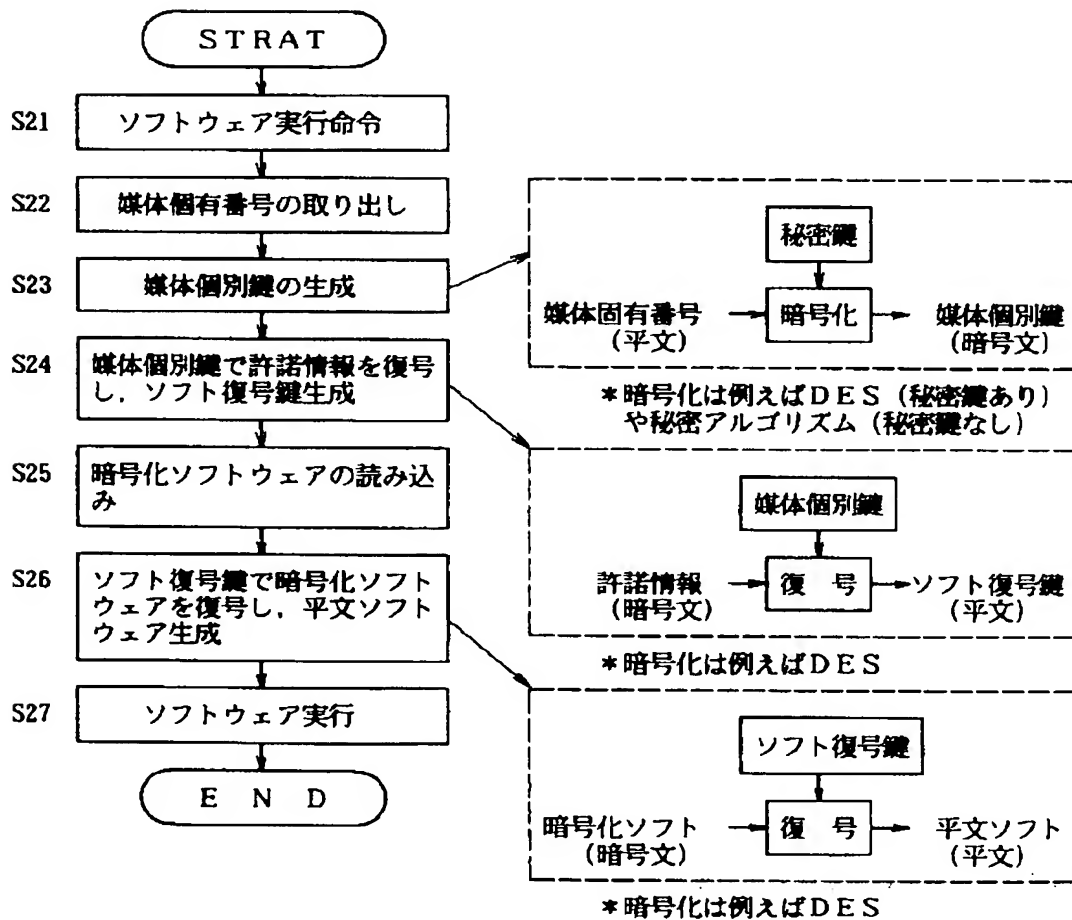 STRAT
S21
ソフトウェア実行命令
S22
媒体個有番号の取り出し
S23
媒体個別鍵の生成
S24
媒体個別鍵で許諾情報を復号
し，ソフト復号鍵生成
S25
暗号化ソフトウェアの読み込
み
S26
ソフト復号鍵で暗号化ソフト
ウェアを復号し，平文ソフト
ウェア生成
S27
ソフトウェア実行
END
秘密鍵
媒体固有番号
(平文)
暗号化
媒体個別鍵
(暗号文)
＊暗号化は例えばDES（秘密鍵あり）
や秘密アルゴリズム（秘密鍵なし）
媒体個別鍵
許諾情報
(暗号文)
復 号
ソフト復号鍵
(平文)
＊暗号化は例えばDES
ソフト復号鍵
暗号化ソフト
(暗号文)
復 号
平文ソフト
(平文)
＊暗号化は例えばDES